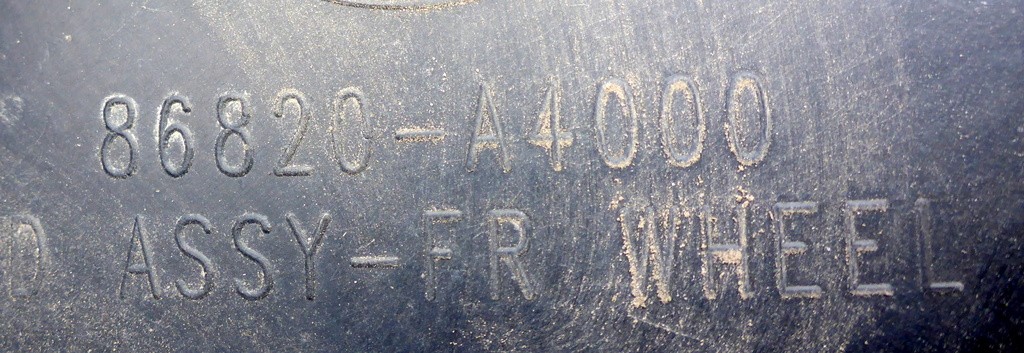 86820-A4000
D ASSY-FR WHEEL